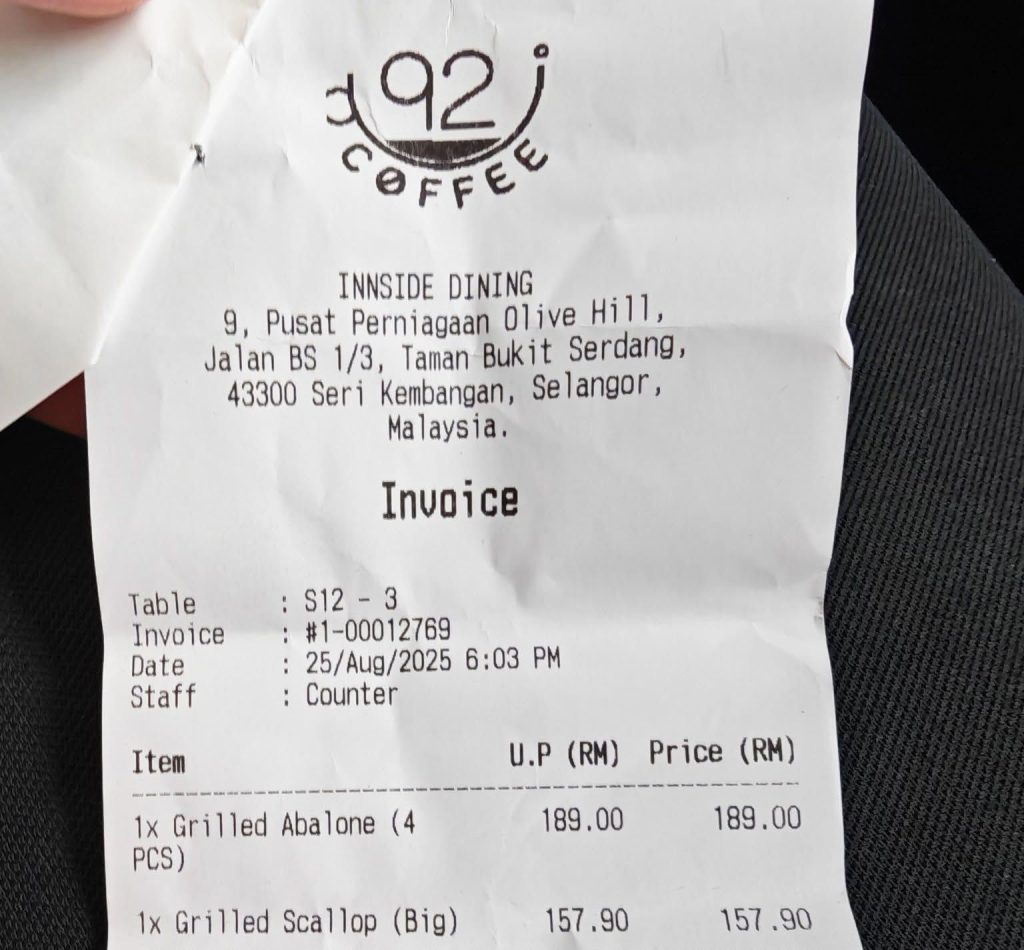 92°
COFFEE
INNSIDE DINING
9, Pusat Perniagaan Olive Hill,
Jalan BS 1/3, Taman Bukit Serdang,
43300 Seri Kembangan, Selangor,
Malaysia.
Invoice
Table : S12 - 3
Invoice : #1-00012769
Date : 25/Aug/2025 6:03 PM
Staff : Counter
Item U.P (RM) Price (RM)
1x Grilled Abalone (4 189.00 189.00
PCS)
1x Grilled Scallop (Big) 157.90 157.90